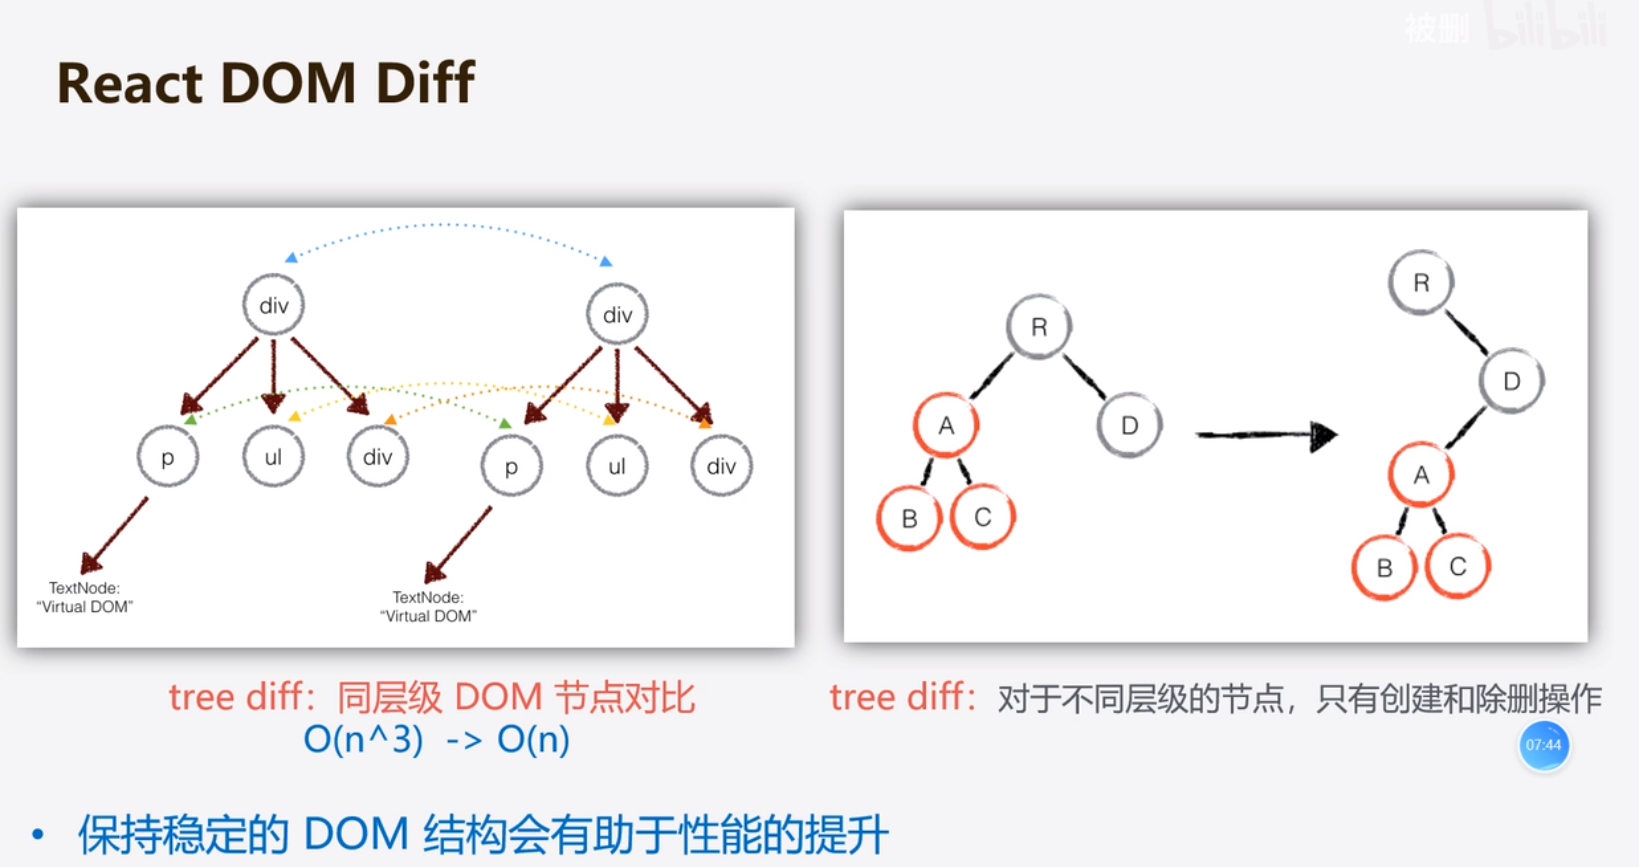 被删 bilibili
React DOM Diff
div
div
p
ul
div
p
ul
div
TextNode:
“Virtual DOM”
TextNode:
“Virtual DOM”
R
A
D
B
C
R
D
A
B
C
tree diff：同层级 DOM 节点对比
O(n^3) -> O(n)
tree diff：对于不同层级的节点，只有创建和除删操作
07:44
• 保持稳定的 DOM 结构会有助于性能的提升